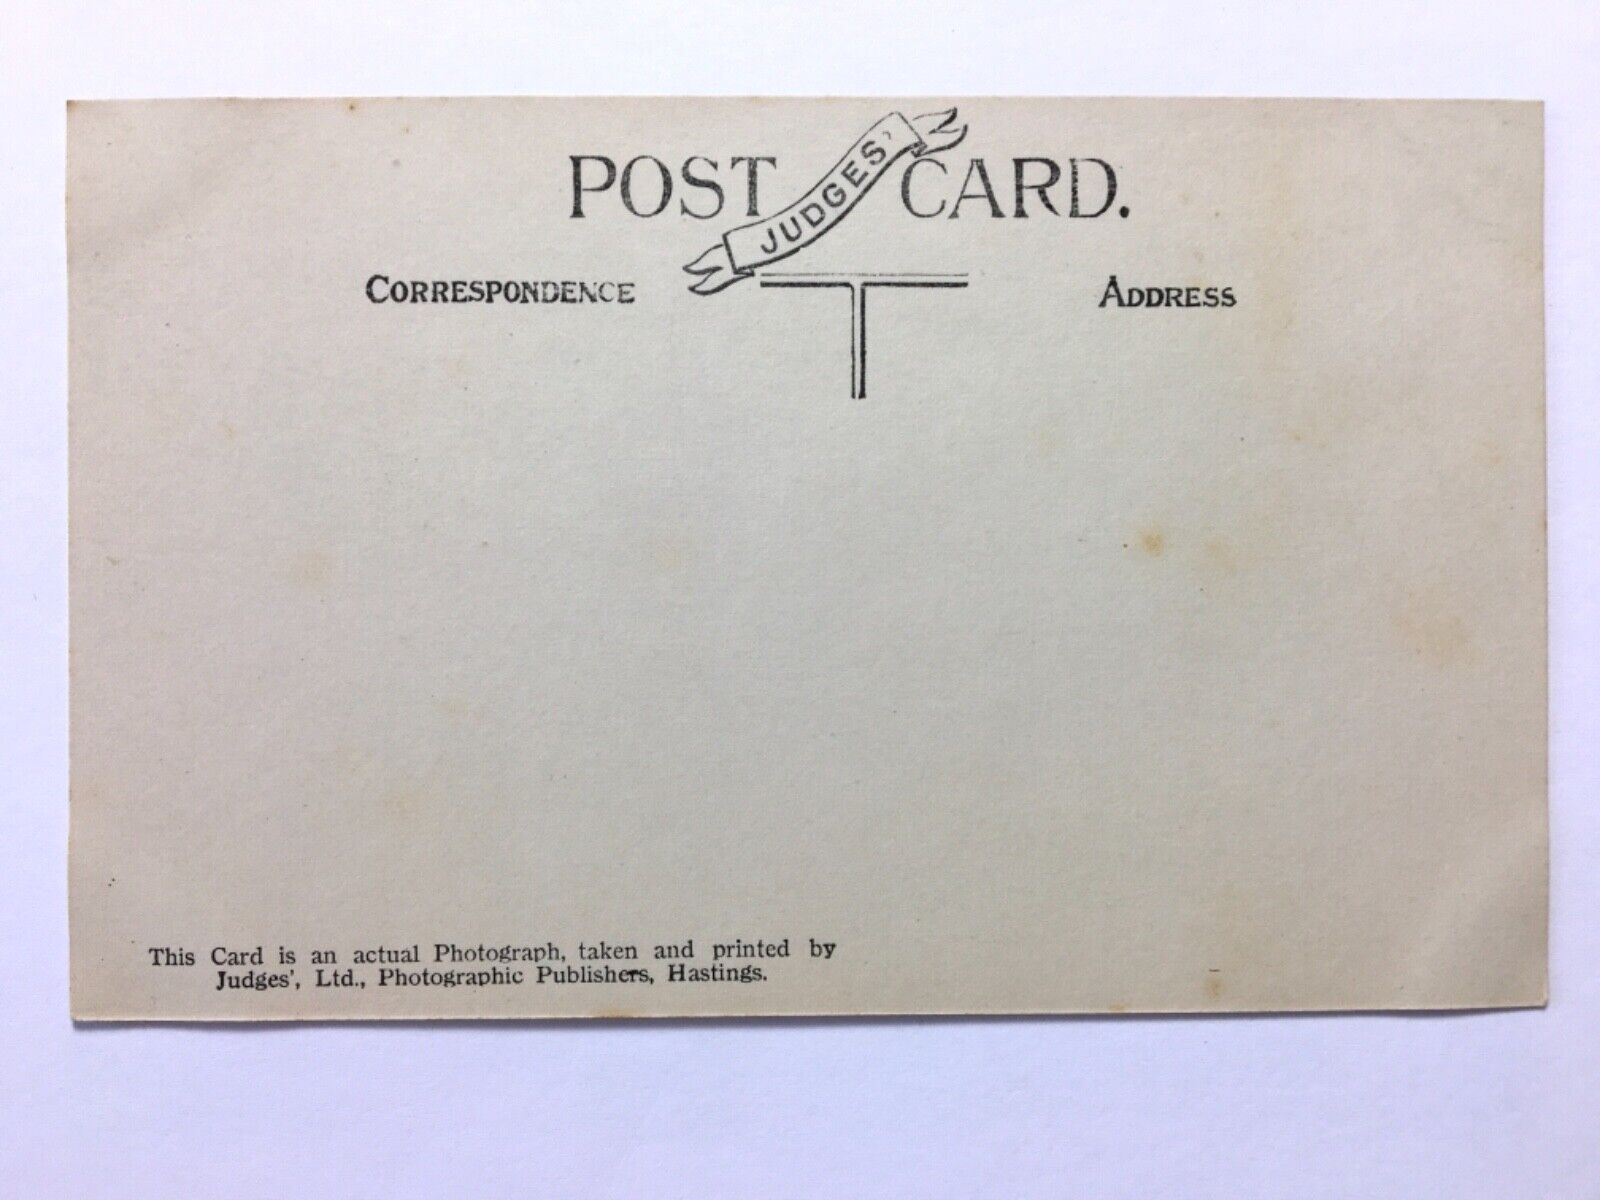 POST JUDGES' CARD.
CORRESPONDENCE ADDRESS
This Card is an actual Photograph, taken and printed by
Judges', Ltd., Photographic Publishers, Hastings.